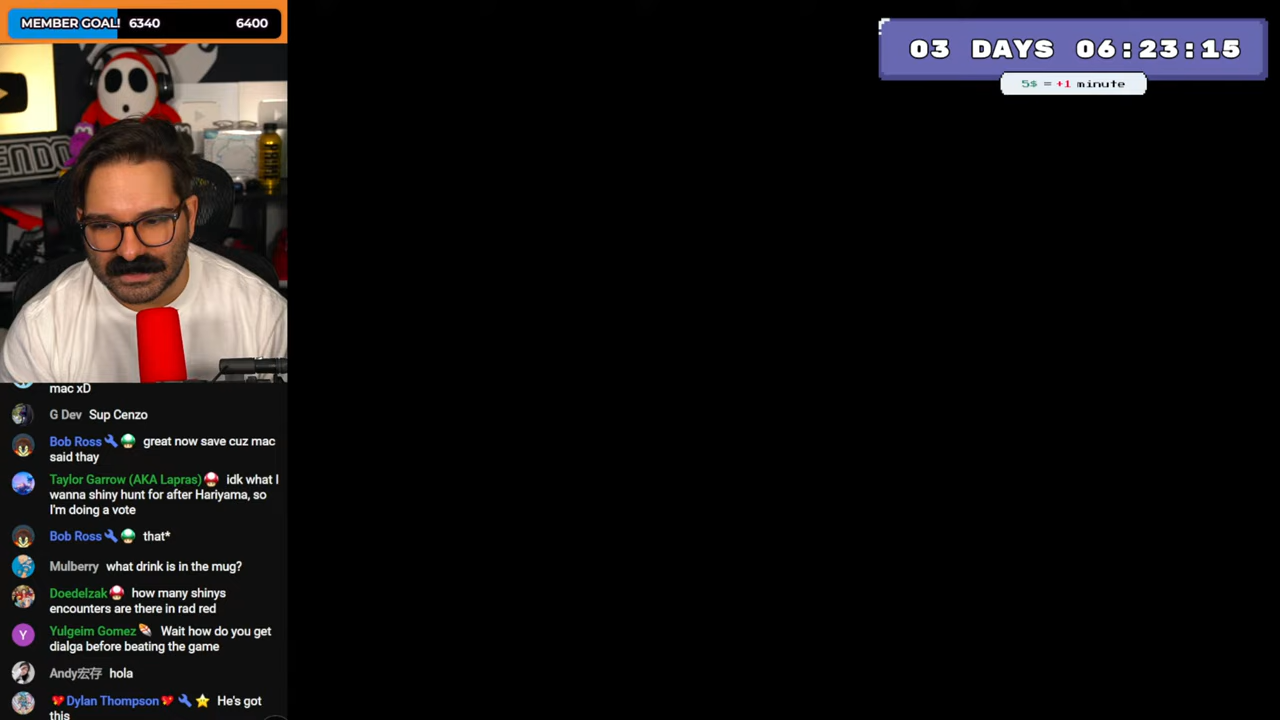 MEMBER GOAL! 6340 6400
03 DAYS 06:23:15
5$ = +1 minute
ENDO
mac xD
G Dev Sup Cenzo
Bob Ross great now save cuz mac
said thay
Taylor Garrow (AKA Lapras) idk what I
wanna shiny hunt for after Hariyama, so
I'm doing a vote
Bob Ross that*
Mulberry what drink is in the mug?
Doedelzak how many shinys
encounters are there in rad red
Y Yulgeim Gomez Wait how do you get
dialga before beating the game
Andy宏存 hola
Dylan Thompson He's got
this